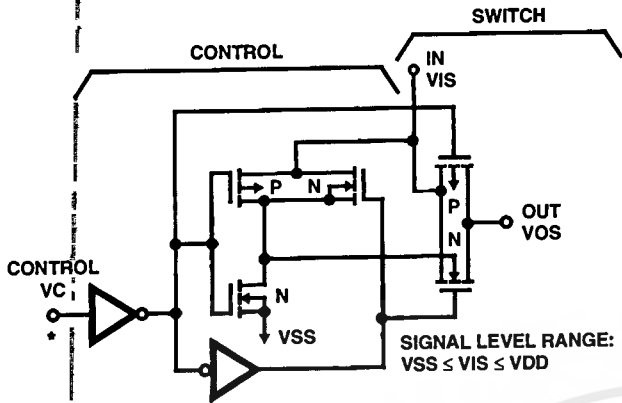 SWITCH
CONTROL
IN
VIS
P
N
P
OUT
VOS
N
CONTROL
VC
*
N
VSS
SIGNAL LEVEL RANGE:
VSS ≤ VIS ≤ VDD